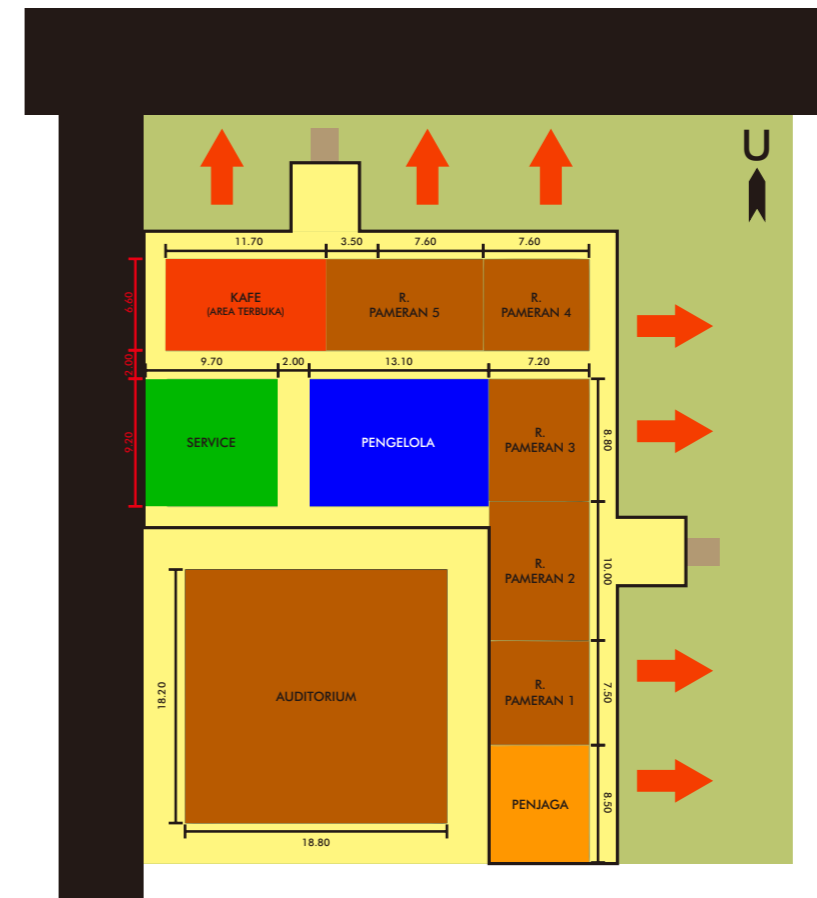 U
11.70 3.50 7.60 7.60
6.60
KAFE
(AREA TERBUKA)
R.
PAMERAN 5
R.
PAMERAN 4
2.00
9.70 2.00 13.10 7.20
9.20
SERVICE
PENGELOLA
R.
PAMERAN 3
8.80
R.
PAMERAN 2
10.00
18.20
AUDITORIUM
R.
PAMERAN 1
7.50
PENJAGA
8.50
18.80